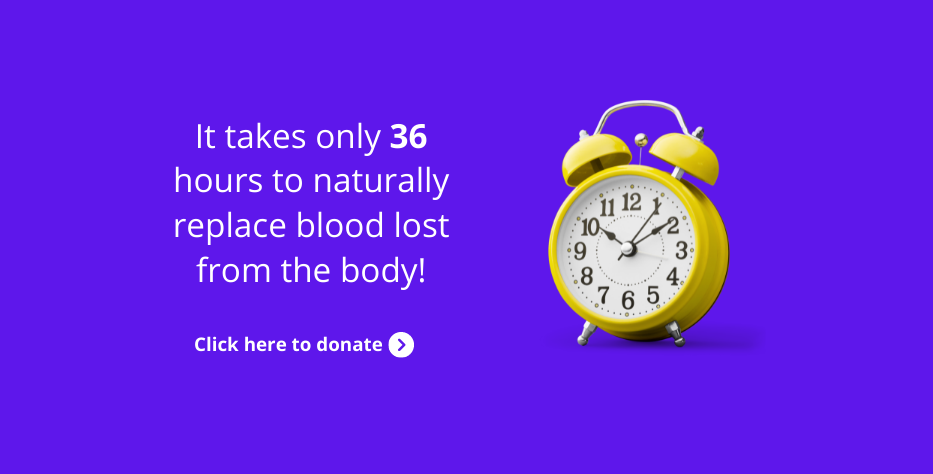 It takes only 36
hours to naturally
replace blood lost
from the body!
Click here to donate
12
1
2
3
4
5
6
7
8
9
10
11